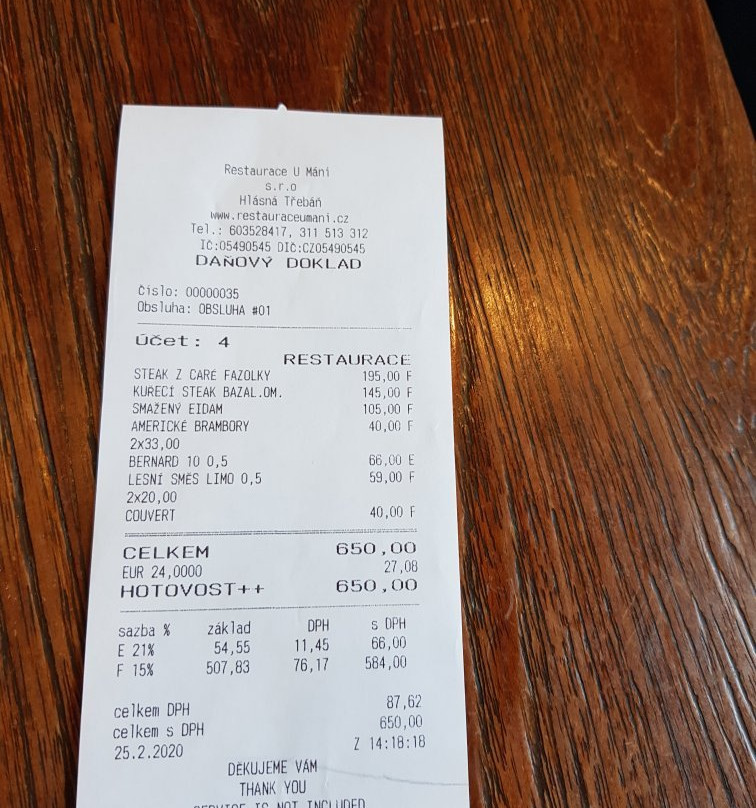 Restaurace U Máni
s.r.o
Hlásná Třebáň
www.restauraceumani.cz
Tel.: 603528417, 311 513 312
IČ:05490545 DIČ:CZ05490545
DAŇOVÝ DOKLAD
Číslo: 00000035
Obsluha: OBSLUHA #01
Účet: 4
RESTAURACE
STEAK Z CARÉ FAZOLKY 195,00 F
KUŘECÍ STEAK BAZAL.OM. 145,00 F
SMAŽENÝ EIDAM 105,00 F
AMERICKÉ BRAMBORY 40,00 F
2x33,00
BERNARD 10 0,5 66,00 E
LESNÍ SMĚS LIMO 0,5 59,00 F
2x20,00
COUVERT 40,00 F
CELKEM 650,00
EUR 24,0000 27,08
HOTOVOST++ 650,00
sazba % základ DPH s DPH
E 21% 54,55 11,45 66,00
F 15% 507,83 76,17 584,00
celkem DPH 87,62
celkem s DPH 650,00
25.2.2020 Z 14:18:18
DĚKUJEME VÁM
THANK YOU
SERVICE IS NOT INCLUDED